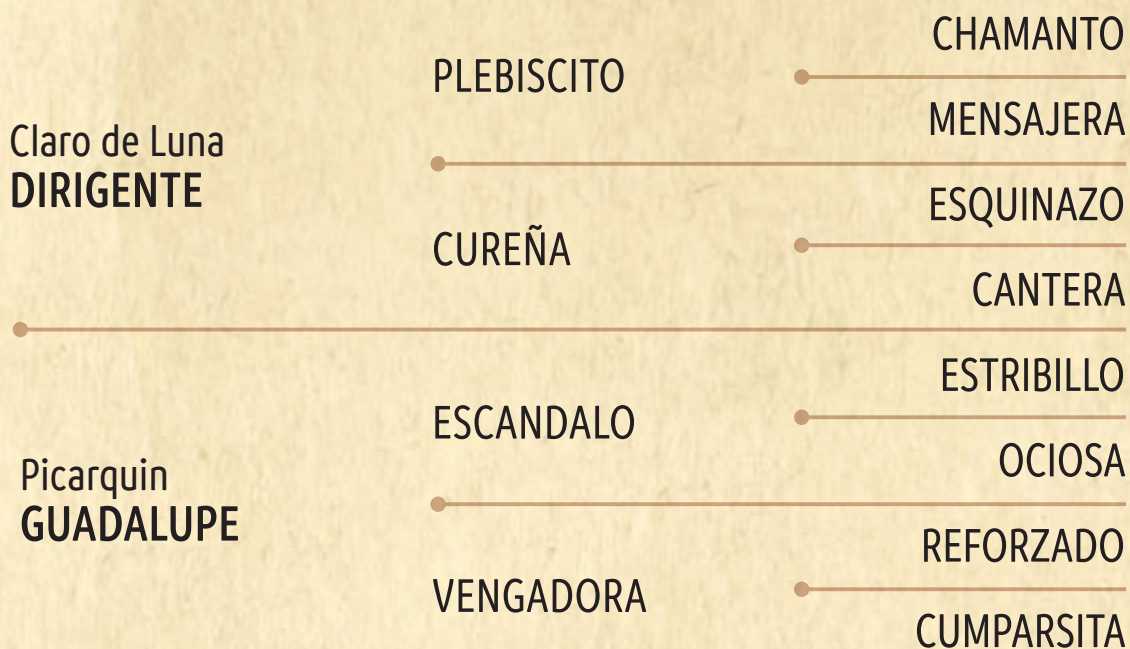 CHAMANTO
PLEBISCITO
MENSAJERA
Claro de Luna
DIRIGENTE
ESQUINAZO
CUREÑA
CANTERA
ESTRIBILLO
ESCANDALO
OCIOSA
Picarquin
GUADALUPE
REFORZADO
VENGADORA
CUMPARSITA